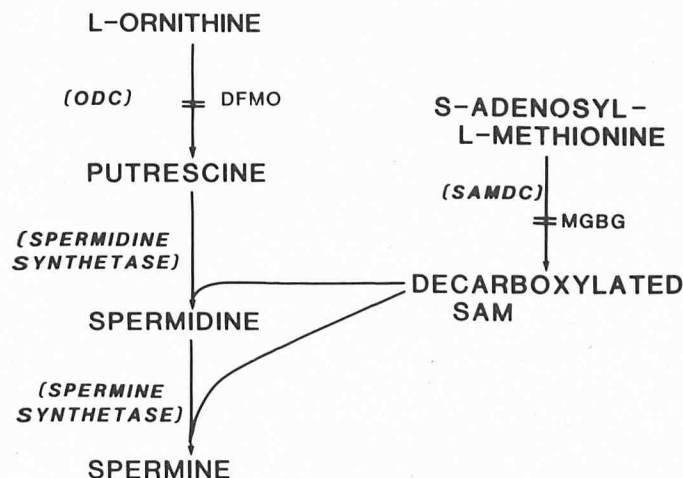 L-ORNITHINE
(ODC)
DFMO
PUTRESCINE
S-ADENOSYL-
L-METHIONINE
(SAMDC)
MGBG
(SPERMIDINE
SYNTHETASE)
DECARBOXYLATED
SAM
SPERMIDINE
(SPERMINE
SYNTHETASE)
SPERMINE